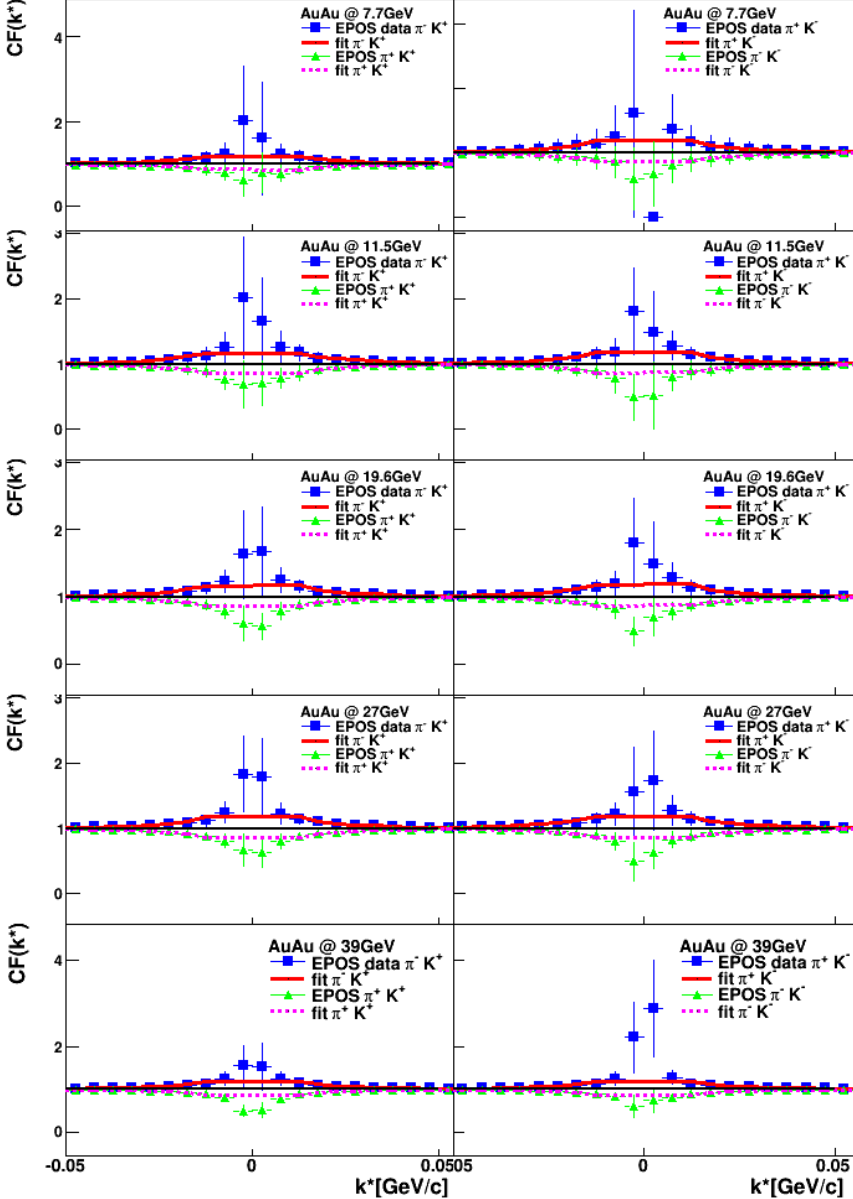 CF(k*)
4
2
0
AuAu @ 7.7GeV
EPOS data π⁻ K⁺
fit π⁻ K⁺
EPOS π⁺ K⁺
fit π⁺ K⁺
AuAu @ 7.7GeV
EPOS data π⁺ K⁻
fit π⁺ K⁻
EPOS π⁻ K⁻
fit π⁻ K⁻
CF(k*)
3
2
1
0
AuAu @ 11.5GeV
EPOS data π⁻ K⁺
fit π⁻ K⁺
EPOS π⁺ K⁺
fit π⁺ K⁺
AuAu @ 11.5GeV
EPOS data π⁺ K⁻
fit π⁺ K⁻
EPOS π⁻ K⁻
fit π⁻ K⁻
CF(k*)
3
2
1
0
AuAu @ 19.6GeV
EPOS data π⁻ K⁺
fit π⁻ K⁺
EPOS π⁺ K⁺
fit π⁺ K⁺
AuAu @ 19.6GeV
EPOS data π⁺ K⁻
fit π⁺ K⁻
EPOS π⁻ K⁻
fit π⁻ K⁻
CF(k*)
3
2
1
0
AuAu @ 27GeV
EPOS data π⁻ K⁺
fit π⁻ K⁺
EPOS π⁺ K⁺
fit π⁺ K⁺
AuAu @ 27GeV
EPOS data π⁺ K⁻
fit π⁺ K⁻
EPOS π⁻ K⁻
fit π⁻ K⁻
CF(k*)
4
2
0
AuAu @ 39GeV
EPOS data π⁻ K⁺
fit π⁻ K⁺
EPOS π⁺ K⁺
fit π⁺ K⁺
AuAu @ 39GeV
EPOS data π⁺ K⁻
fit π⁺ K⁻
EPOS π⁻ K⁻
fit π⁻ K⁻
-0.05 0 0.05 05 0 0.05
k*[GeV/c] k*[GeV/c]